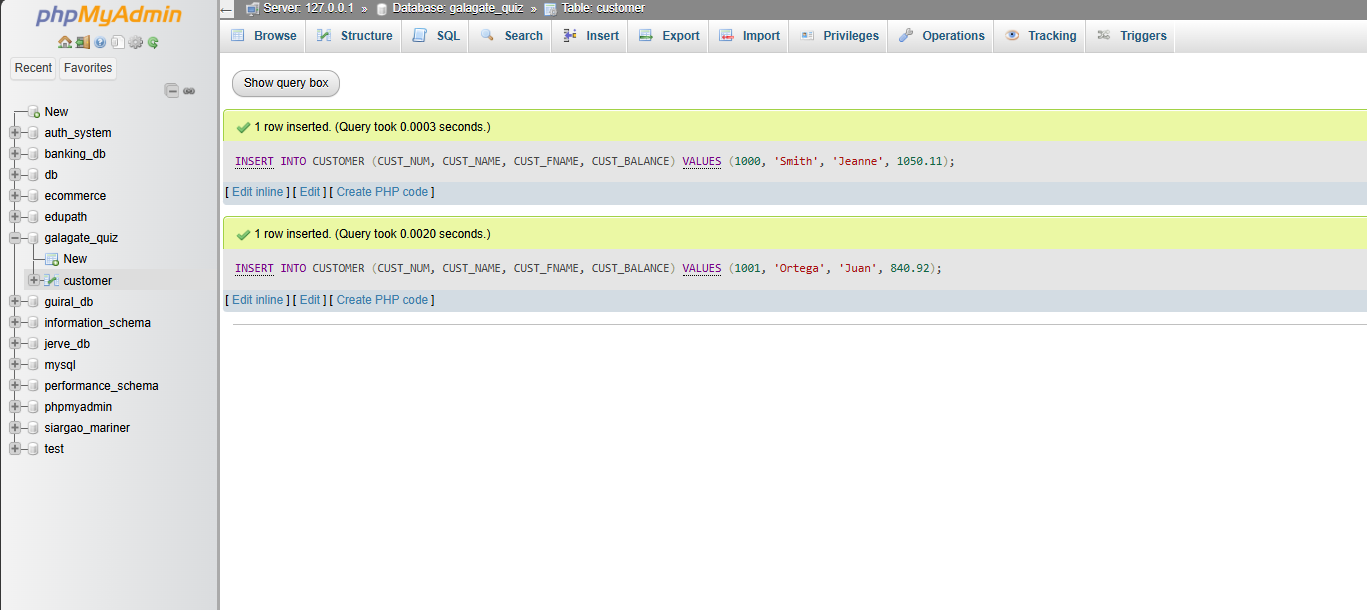 phpMyAdmin
Recent Favorites
New
auth_system
banking_db
db
ecommerce
edupath
galagate_quiz
New
customer
guiral_db
information_schema
jerve_db
mysql
performance_schema
phpmyadmin
siargao_mariner
test
Server: 127.0.0.1 » Database: galagate_quiz » Table: customer
Browse Structure SQL Search Insert Export Import Privileges Operations Tracking Triggers
Show query box
1 row inserted. (Query took 0.0003 seconds.)
INSERT INTO CUSTOMER (CUST_NUM, CUST_NAME, CUST_FNAME, CUST_BALANCE) VALUES (1000, 'Smith', 'Jeanne', 1050.11);
[ Edit inline ] [ Edit ] [ Create PHP code ]
1 row inserted. (Query took 0.0020 seconds.)
INSERT INTO CUSTOMER (CUST_NUM, CUST_NAME, CUST_FNAME, CUST_BALANCE) VALUES (1001, 'Ortega', 'Juan', 840.92);
[ Edit inline ] [ Edit ] [ Create PHP code ]